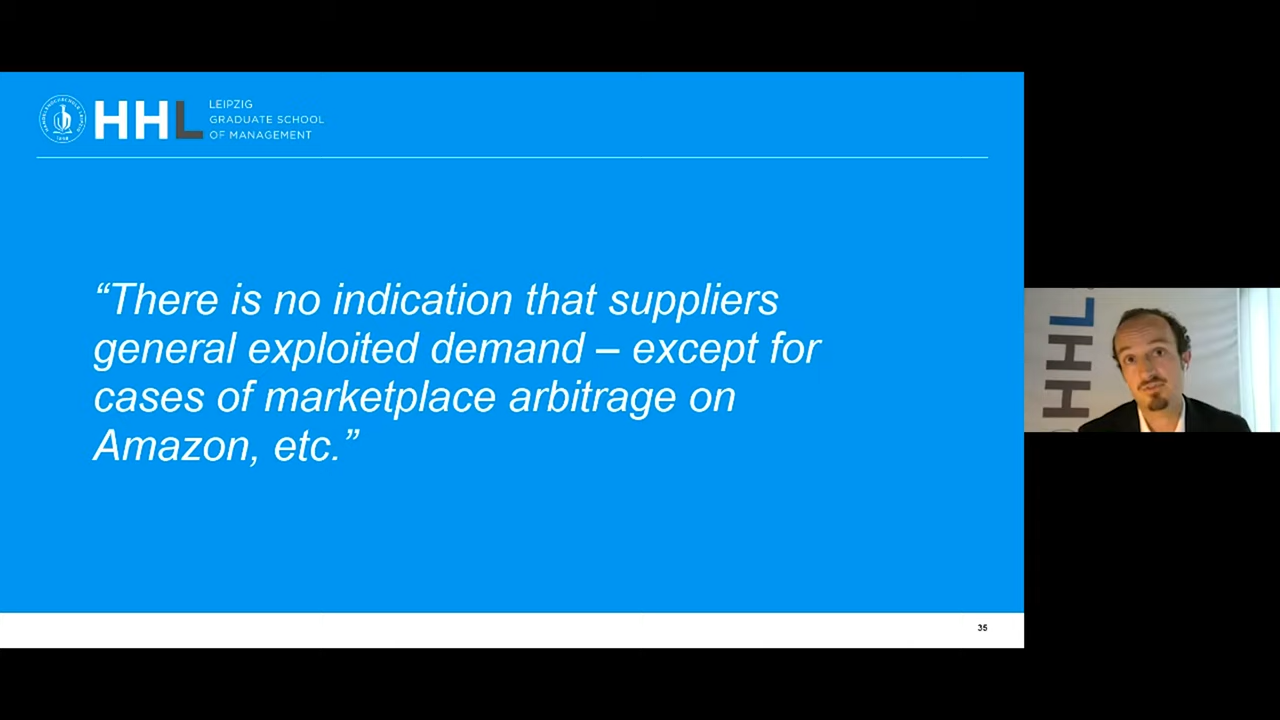 HHL
LEIPZIG
GRADUATE SCHOOL
OF MANAGEMENT
“There is no indication that suppliers
general exploited demand – except for
cases of marketplace arbitrage on
Amazon, etc.”
35
HHL